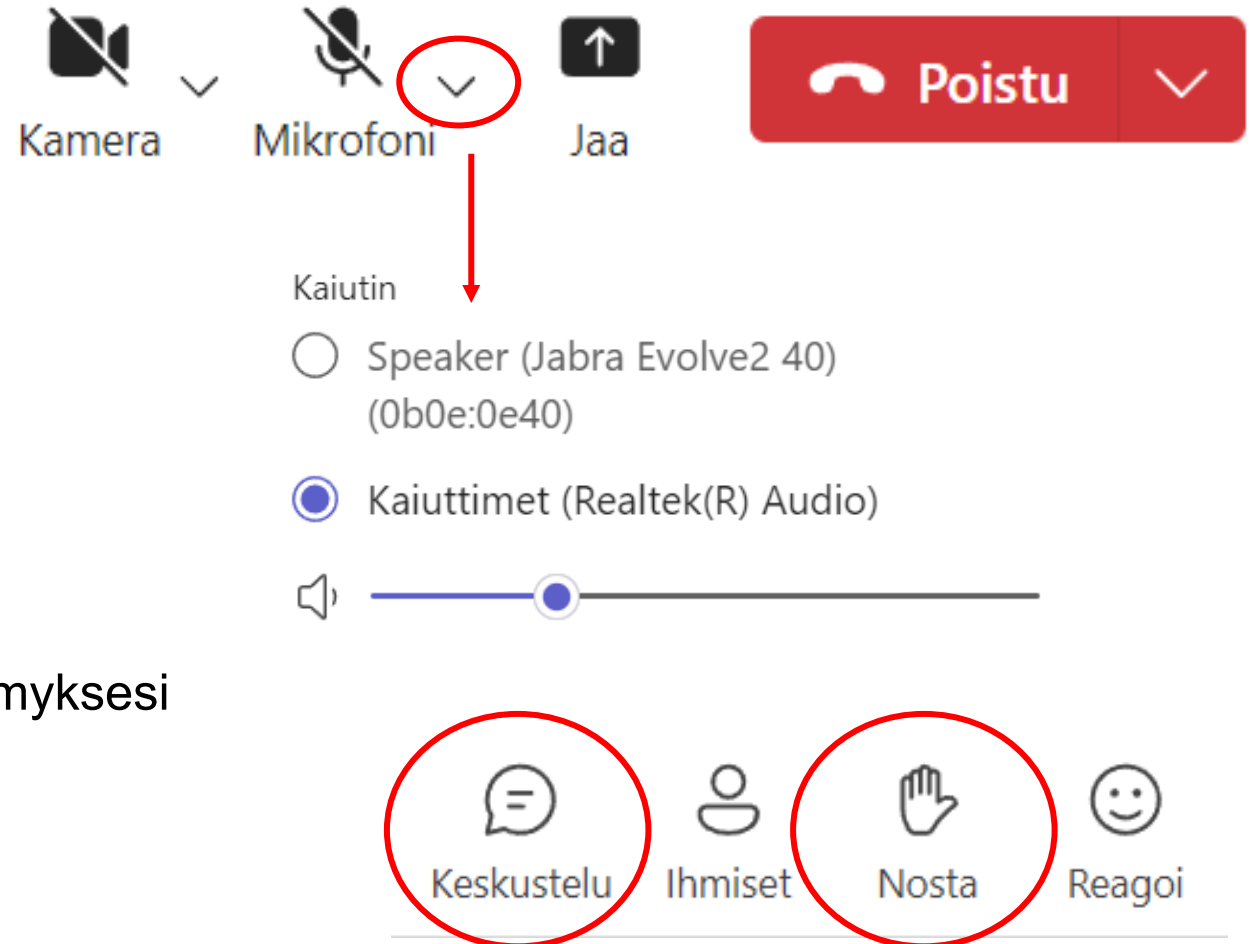 Kamera Mikrofoni Jaa Poistu
Kaiutin
Speaker (Jabra Evolve2 40)
(0b0e:0e40)
Kaiuttimet (Realtek(R) Audio)
myksesi
Keskustelu Ihmiset Nosta Reagoi